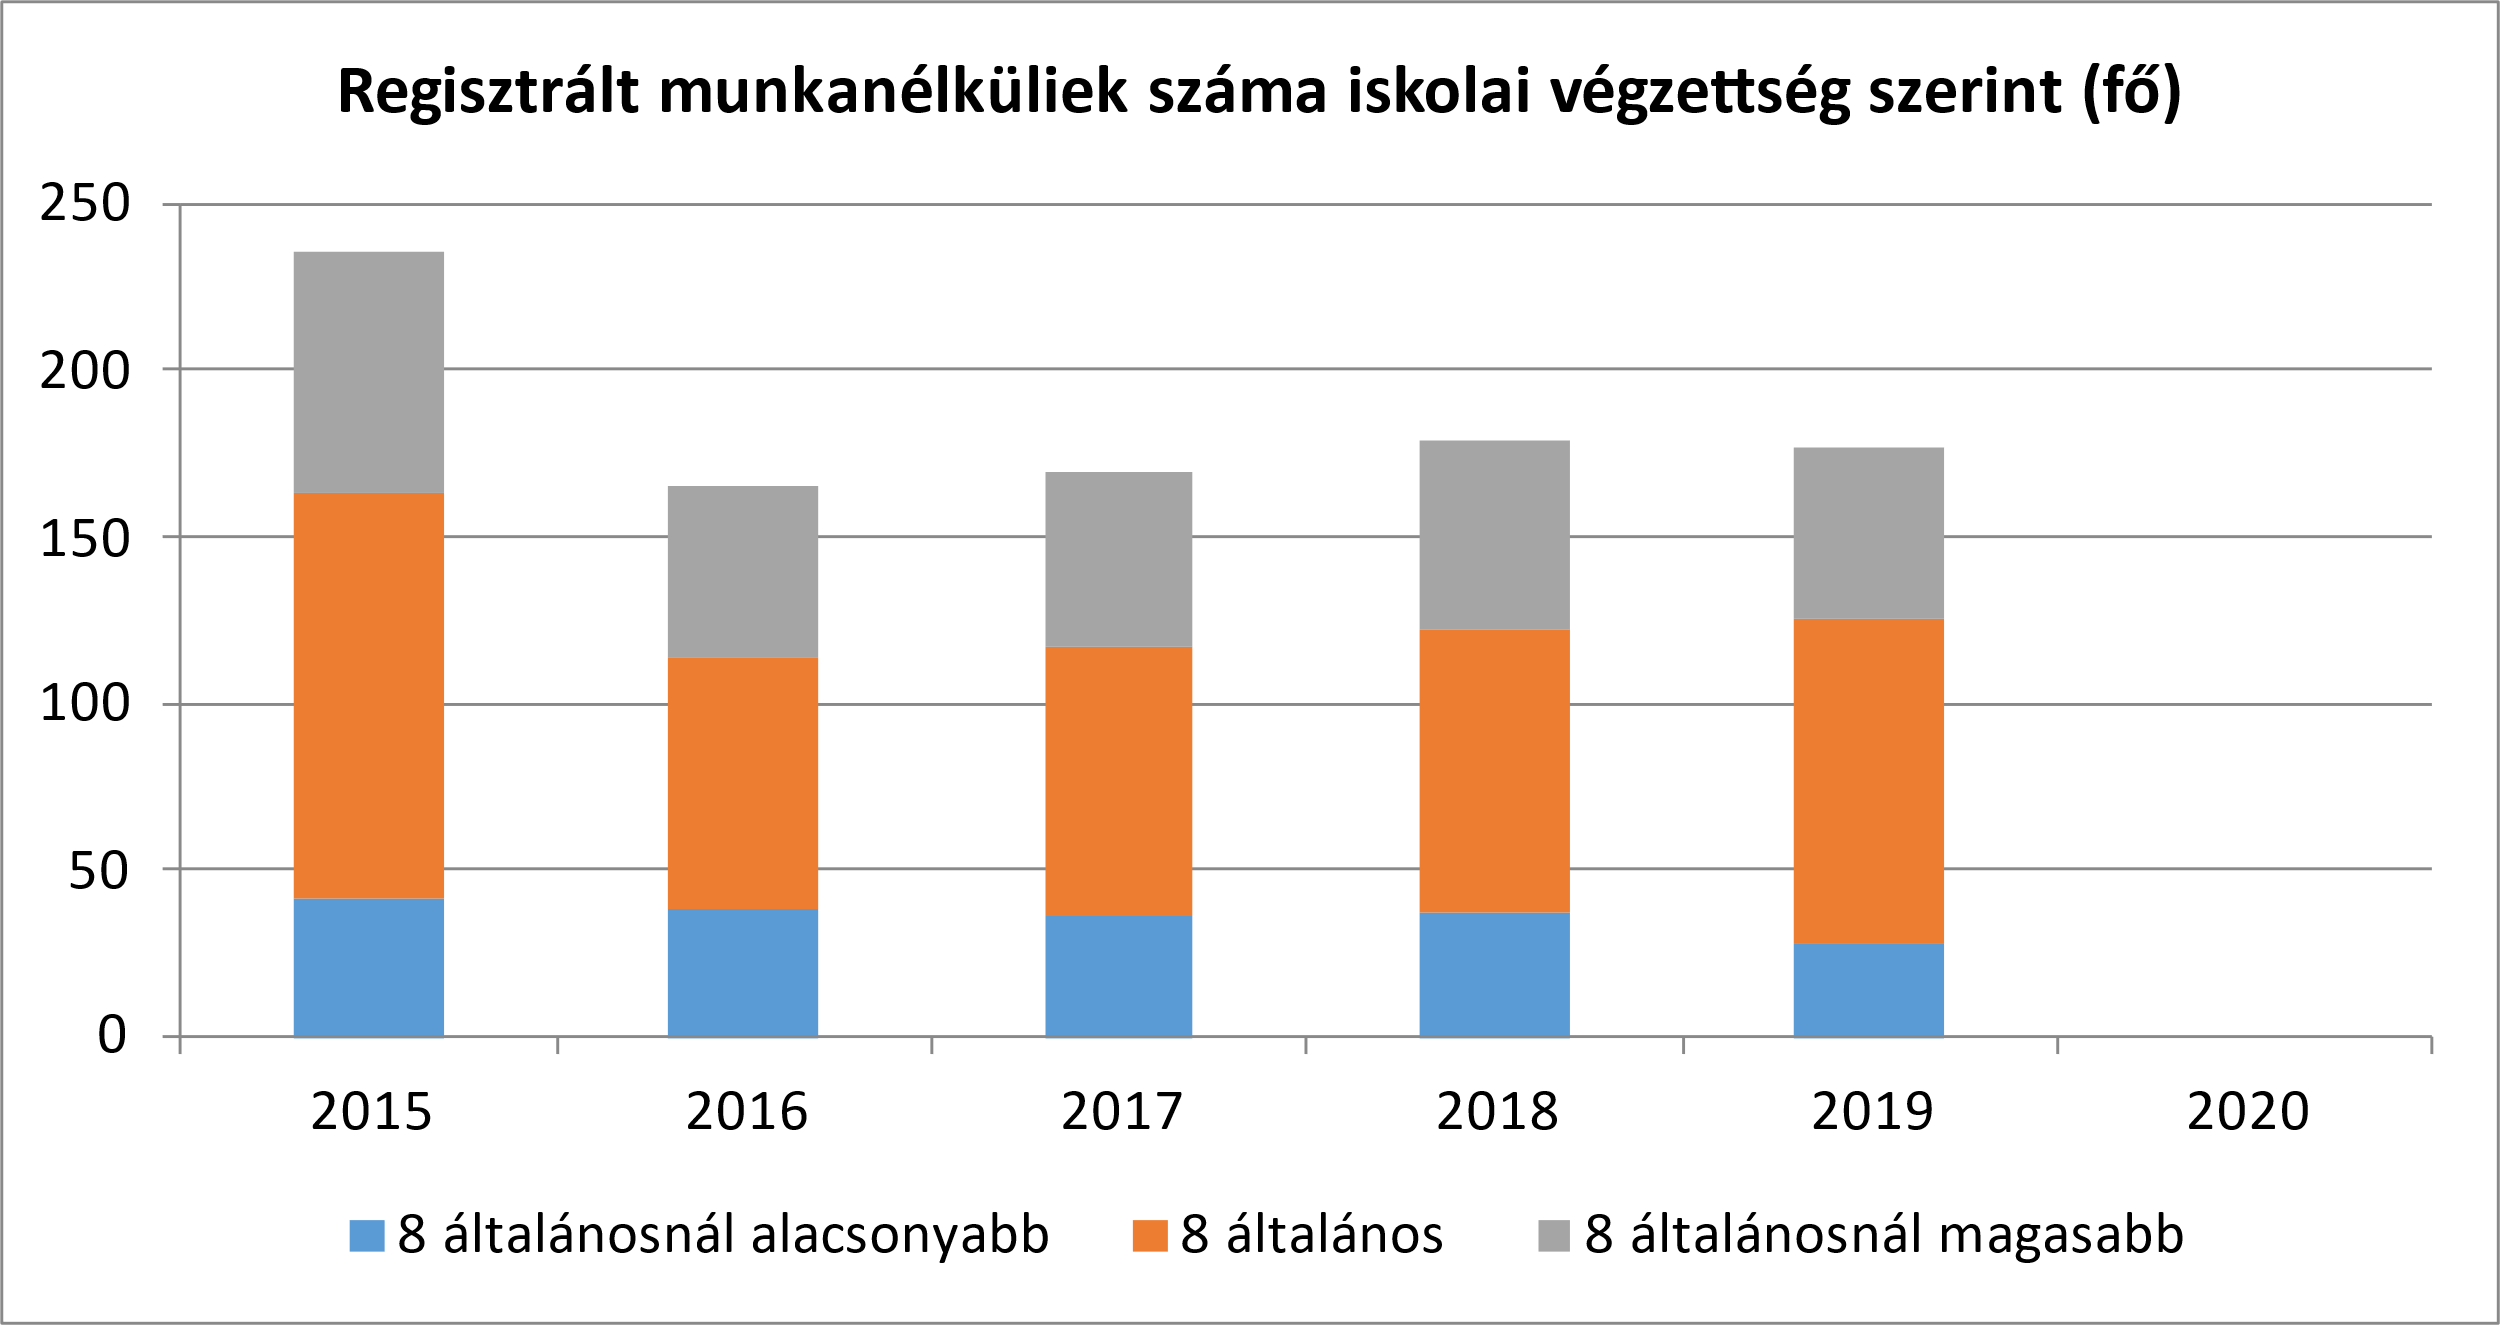 Regisztrált munkanélküliek száma iskolai végzettség szerint (fő)
250
200
150
100
50
0
2015 2016 2017 2018 2019 2020
8 általánosnál alacsonyabb 8 általános 8 általánosnál magasabb